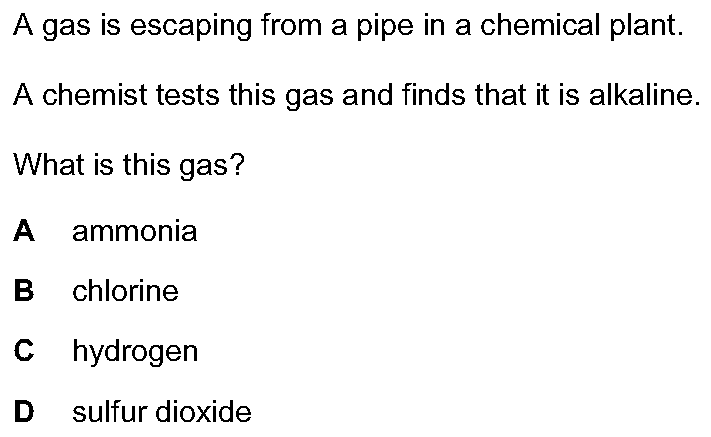 A gas is escaping from a pipe in a chemical plant.
A chemist tests this gas and finds that it is alkaline.
What is this gas?
A ammonia
B chlorine
C hydrogen
D sulfur dioxide